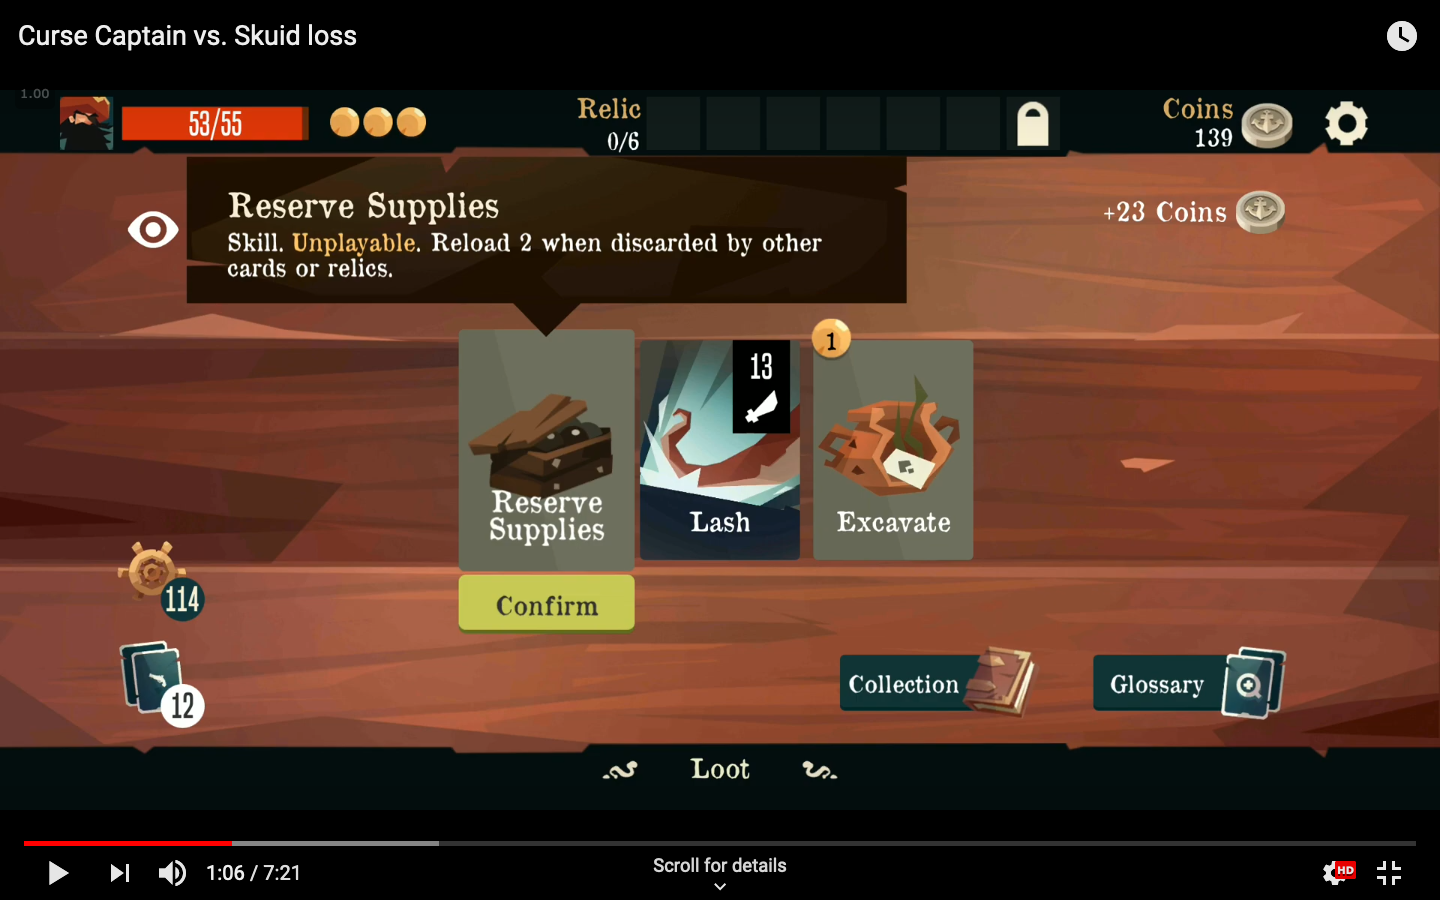 Curse Captain vs. Skuid loss
1.00
53/55
Relic
0/6
Coins
139
+23 Coins
Reserve Supplies
Skill. Unplayable. Reload 2 when discarded by other
cards or relics.
1
13
Reserve
Supplies
Lash
Excavate
Confirm
114
12
Collection
Glossary
Loot
1:06 / 7:21
Scroll for details
HD